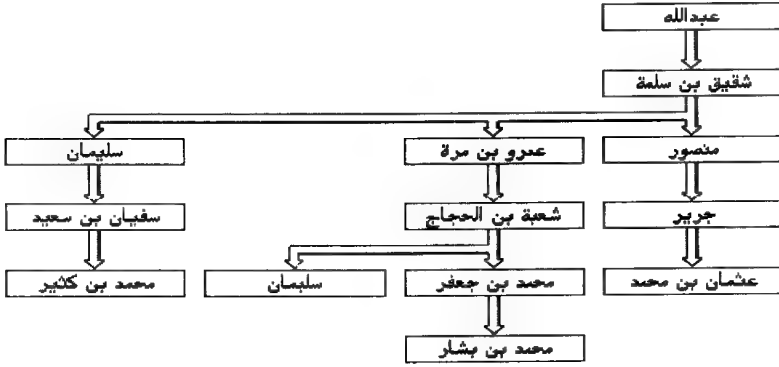 عبدالله
شقيق بن سلمة
منصور
عمرو بن مرة
سليمان
جرير
شعبة بن الحجاج
سفيان بن سعيد
عثمان بن محمد
محمد بن جعفر
سليمان
محمد بن كثير
محمد بن بشار